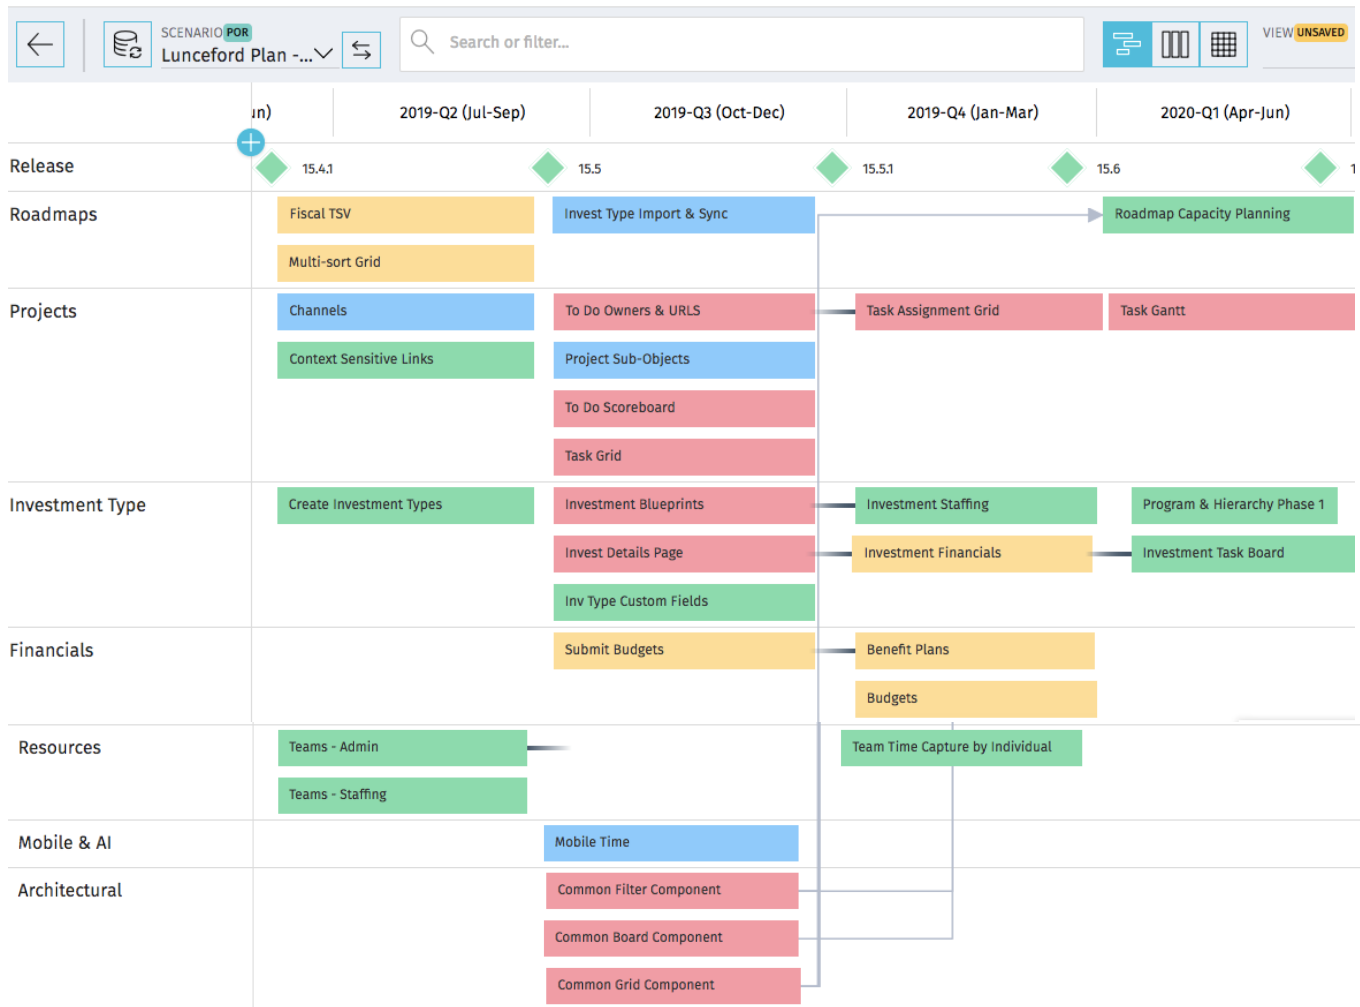 SCENARIO POR
Lunceford Plan -...
Search or filter...
VIEW UNSAVED
un)
2019-Q2 (Jul-Sep)
2019-Q3 (Oct-Dec)
2019-Q4 (Jan-Mar)
2020-Q1 (Apr-Jun)
Release
15.4.1
15.5
15.5.1
15.6
1
Roadmaps
Fiscal TSV
Invest Type Import & Sync
Roadmap Capacity Planning
Multi-sort Grid
Projects
Channels
To Do Owners & URLS
Task Assignment Grid
Task Gantt
Context Sensitive Links
Project Sub-Objects
To Do Scoreboard
Task Grid
Investment Type
Create Investment Types
Investment Blueprints
Investment Staffing
Program & Hierarchy Phase 1
Invest Details Page
Investment Financials
Investment Task Board
Inv Type Custom Fields
Financials
Submit Budgets
Benefit Plans
Budgets
Resources
Teams - Admin
Team Time Capture by Individual
Teams - Staffing
Mobile & AI
Mobile Time
Architectural
Common Filter Component
Common Board Component
Common Grid Component